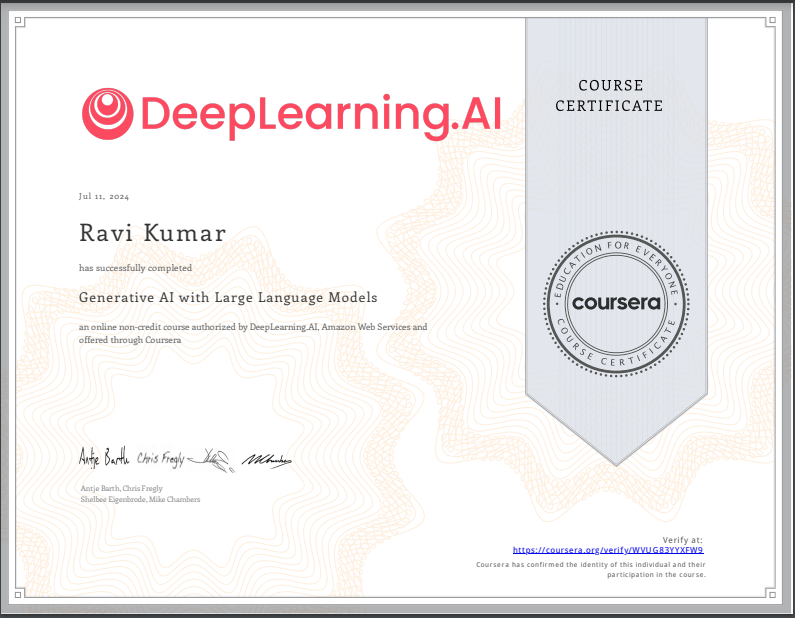 DeepLearning.AI
COURSE
CERTIFICATE
Jul 11, 2024
Ravi Kumar
has successfully completed
Generative AI with Large Language Models
an online non-credit course authorized by DeepLearning.AI, Amazon Web Services and
offered through Coursera
EDUCATION FOR EVERYONE
coursera
COURSE CERTIFICATE
Antje Barth Chris Fregly
Antje Barth, Chris Fregly
Shelbee Eigenbrode, Mike Chambers
Verify at:
https://coursera.org/verify/WVUG83YYXFW9
Coursera has confirmed the identity of this individual and their
participation in the course.